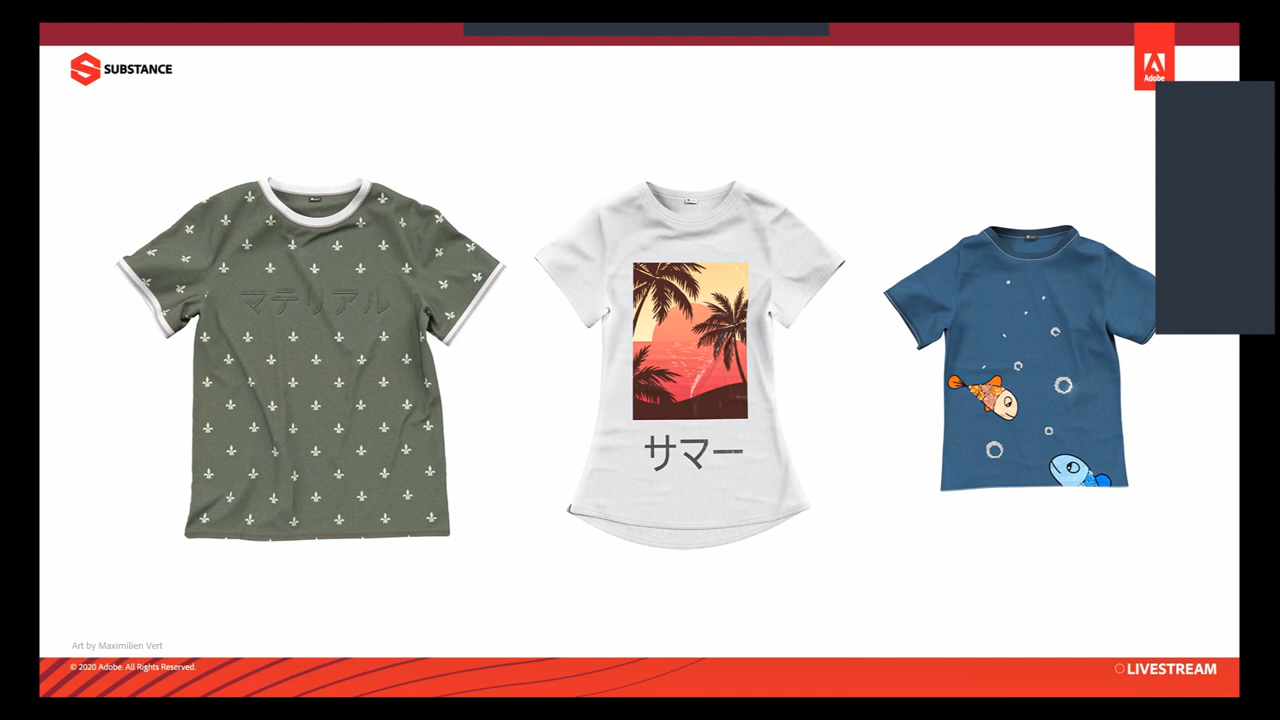 SUBSTANCE
Adobe
マテリアル
サマー
Art by Maximilien Vert
© 2020 Adobe. All Rights Reserved.
LIVESTREAM